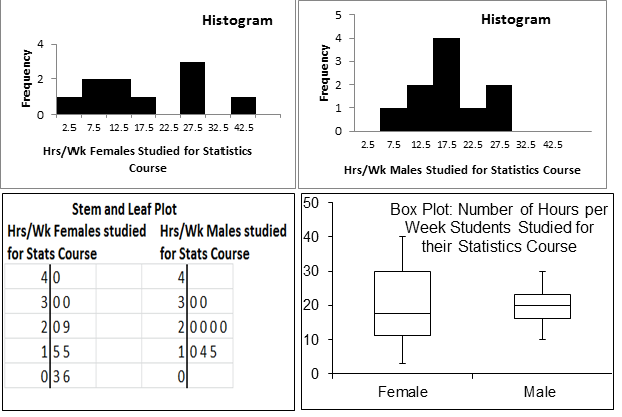 Histogram
4
2
0
Frequency
2.5 7.5 12.5 17.5 22.5 27.5 32.5 42.5
Hrs/Wk Females Studied for Statistics
Course
Histogram
5
4
3
2
1
0
Frequency
2.5 7.5 12.5 17.5 22.5 27.5 32.5 42.5
Hrs/Wk Males Studied for Statistics Course
Stem and Leaf Plot
Hrs/Wk Females studied
for Stats Course
4 0
3 0 0
2 0 9
1 5 5
0 3 6
Hrs/Wk Males studied
for Stats Course
4
3 0 0
2 0 0 0 0
1 0 4 5
0
Box Plot: Number of Hours per
Week Students Studied for
their Statistics Course
50
40
30
20
10
0
Female Male